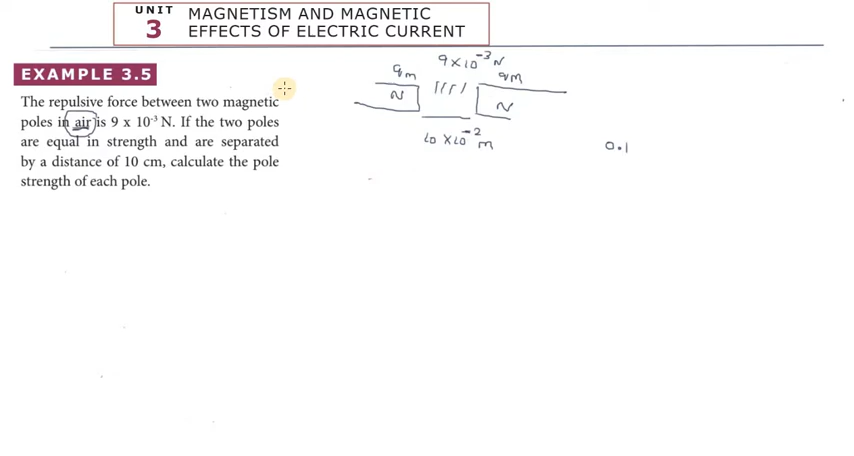 UNIT
3
MAGNETISM AND MAGNETIC
EFFECTS OF ELECTRIC CURRENT
EXAMPLE 3.5
The repulsive force between two magnetic
poles in air is 9 x 10⁻³ N. If the two poles
are equal in strength and are separated
by a distance of 10 cm, calculate the pole
strength of each pole.
9 × 10⁻³ N
qm
qm
N
N
10 × 10⁻² m
0.1